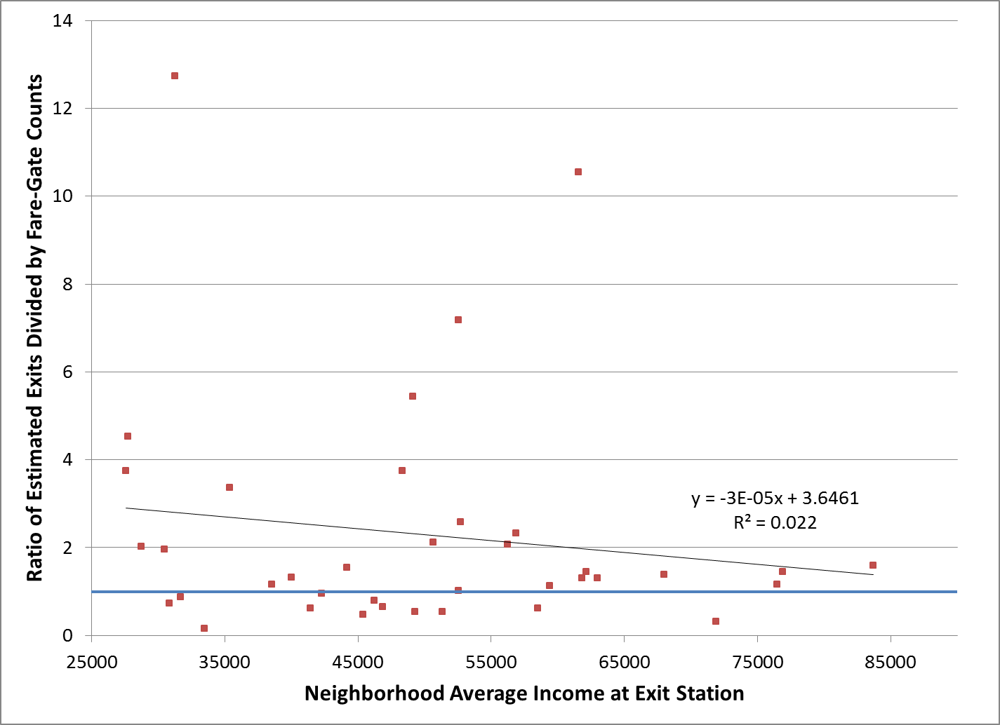 Ratio of Estimated Exits Divided by Fare-Gate Counts
14
12
10
8
6
4
2
0
y = -3E-05x + 3.6461
R² = 0.022
25000 35000 45000 55000 65000 75000 85000
Neighborhood Average Income at Exit Station